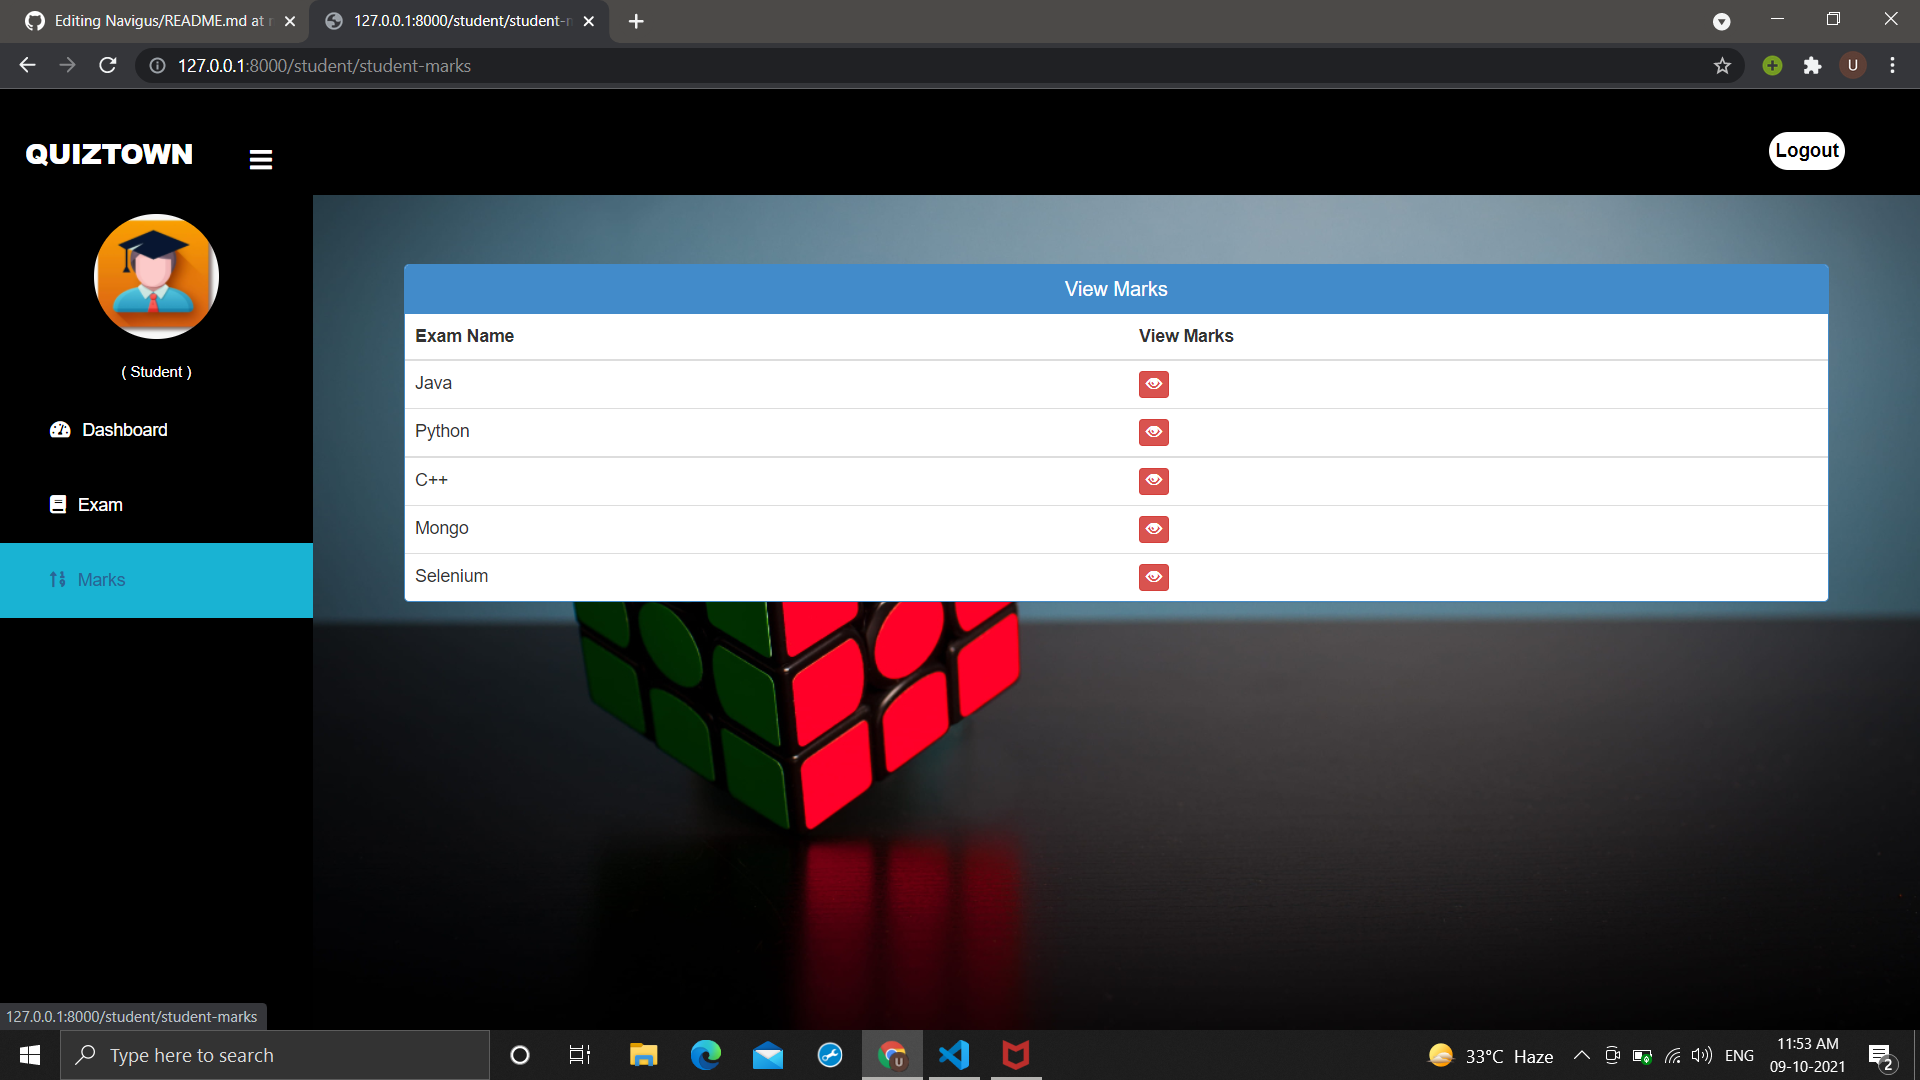 Editing Navigus/README.md at
127.0.0.1:8000/student/student-
127.0.0.1:8000/student/student-marks
U
QUIZTOWN
Logout
( Student )
Dashboard
Exam
Marks
View Marks
Exam Name View Marks
Java
Python
C++
Mongo
Selenium
127.0.0.1:8000/student/student-marks
Type here to search
U
33°C Haze
ENG
11:53 AM
09-10-2021
2